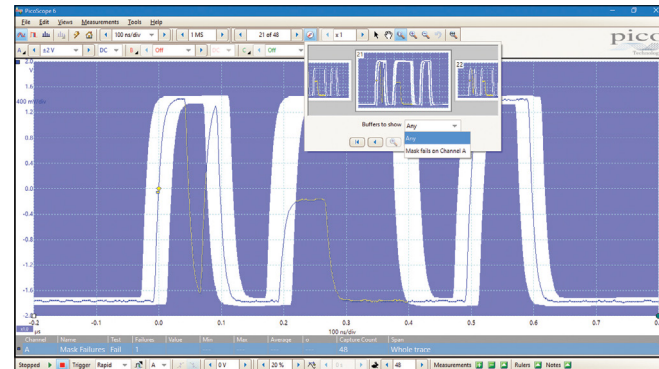 PicoScope 6
File Edit Views Measurements Tools Help
100 ns/div x 1 1 MS 21 of 48 x 1
pico
Technology
A ±2 V DC B Off C Off
2.0
V
1.6
1.2
400 mV/div
0.8
0.4
0.0
-0.4
-0.8
-1.2
-1.6
-2.0
21
22
Buffers to show Any
Any
Mask fails on Channel A
-0.2 -0.1 0.0 0.1 0.2 0.3 0.4 0.5 0.6 0.7 0.8
µs 100 ns/div
Channel Name Test Failures Value Min Max Average σ Capture Count Span
A Mask Failures Fail 1 48 Whole trace
Stopped Trigger Rapid A 0 V 20 % 0 s 48 Measurements Rulers Notes